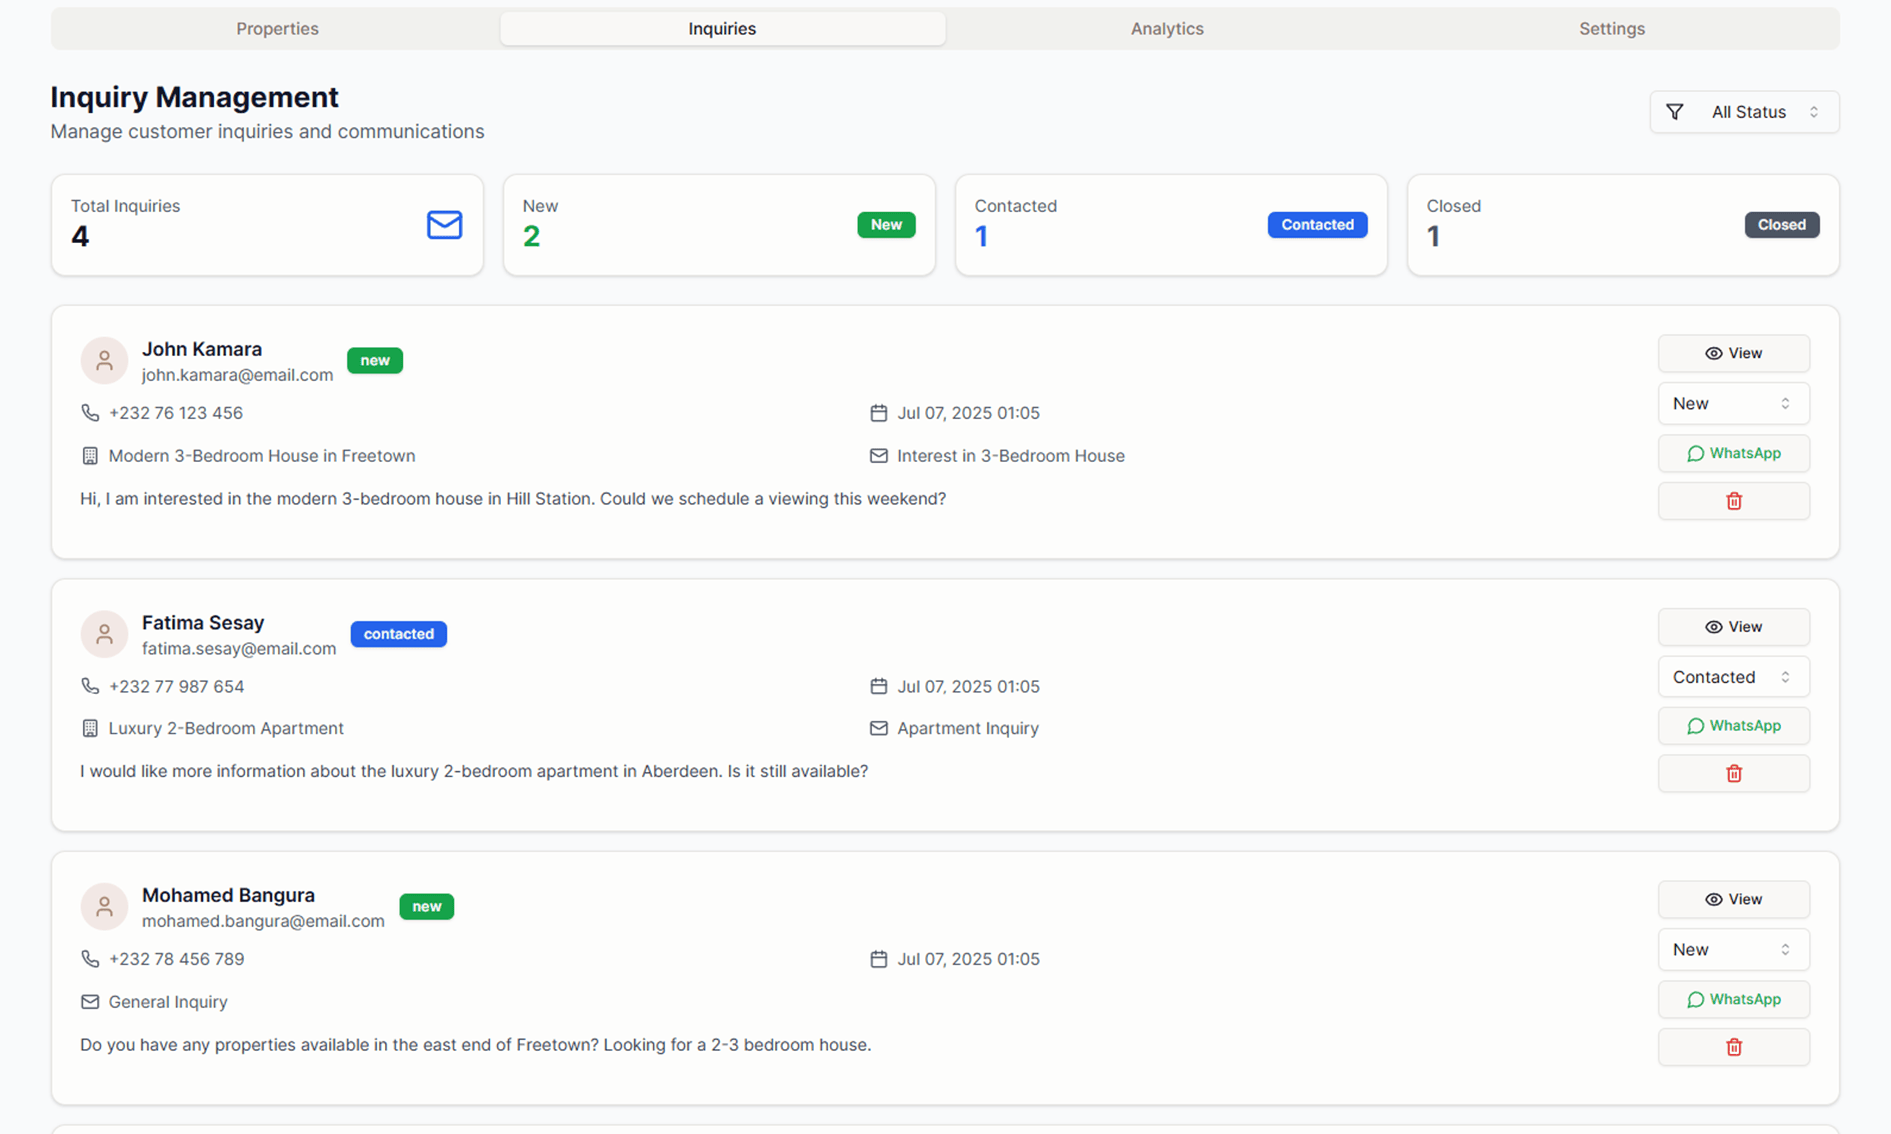 Properties Inquiries Analytics Settings
Inquiry Management
Manage customer inquiries and communications
All Status
Total Inquiries
4
New
2
New
Contacted
1
Contacted
Closed
1
Closed
John Kamara
john.kamara@email.com
new
+232 76 123 456
Jul 07, 2025 01:05
Modern 3-Bedroom House in Freetown
Interest in 3-Bedroom House
Hi, I am interested in the modern 3-bedroom house in Hill Station. Could we schedule a viewing this weekend?
View
New
WhatsApp
Fatima Sesay
fatima.sesay@email.com
contacted
+232 77 987 654
Jul 07, 2025 01:05
Luxury 2-Bedroom Apartment
Apartment Inquiry
I would like more information about the luxury 2-bedroom apartment in Aberdeen. Is it still available?
View
Contacted
WhatsApp
Mohamed Bangura
mohamed.bangura@email.com
new
+232 78 456 789
Jul 07, 2025 01:05
General Inquiry
Do you have any properties available in the east end of Freetown? Looking for a 2-3 bedroom house.
View
New
WhatsApp